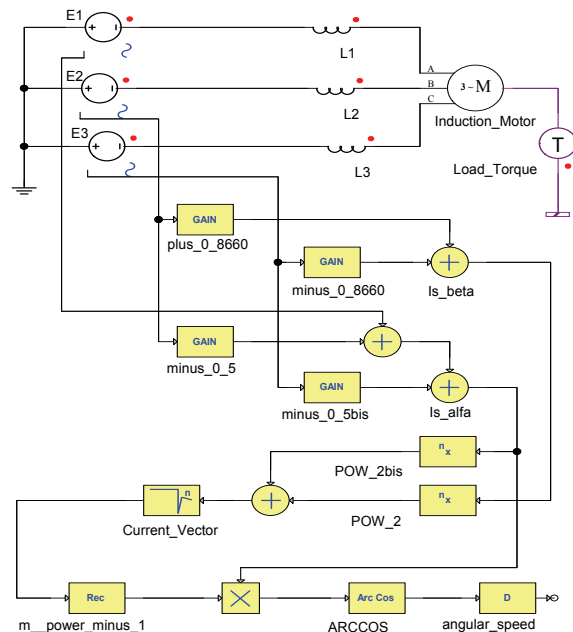 E1
L1
A
E2
B
3 ~ M
L2
C
Induction_Motor
E3
T
L3
Load_Torque
GAIN
plus_0_8660
GAIN
minus_0_8660
Is_beta
GAIN
minus_0_5
GAIN
minus_0_5bis
Is_alfa
n x
POW_2bis
n
n x
Current_Vector
POW_2
Rec
Arc Cos
D
m__power_minus_1
ARCCOS
angular_speed